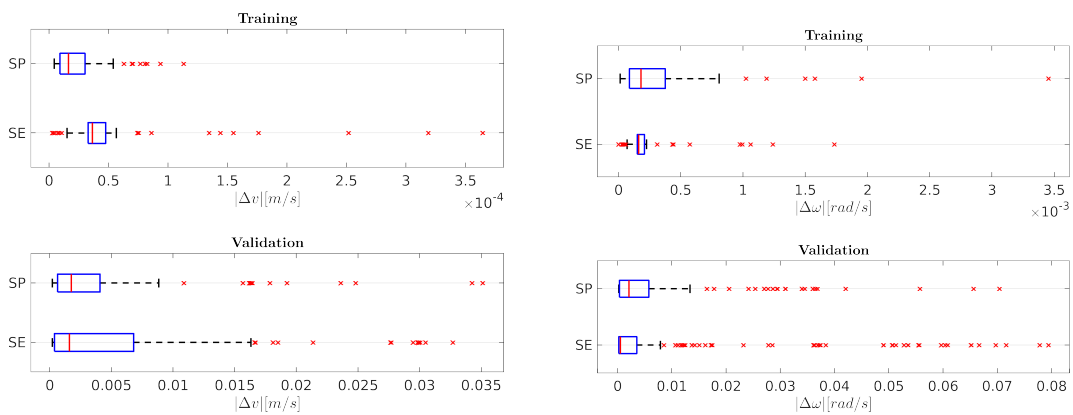 Training
SP
SE
0 0.5 1 1.5 2 2.5 3 3.5
|Δv|[m/s]
×10⁻⁴
Training
SP
SE
0 0.5 1 1.5 2 2.5 3 3.5
|Δω|[rad/s]
×10⁻³
Validation
SP
SE
0 0.005 0.01 0.015 0.02 0.025 0.03 0.035
|Δv|[m/s]
Validation
SP
SE
0 0.01 0.02 0.03 0.04 0.05 0.06 0.07 0.08
|Δω|[rad/s]